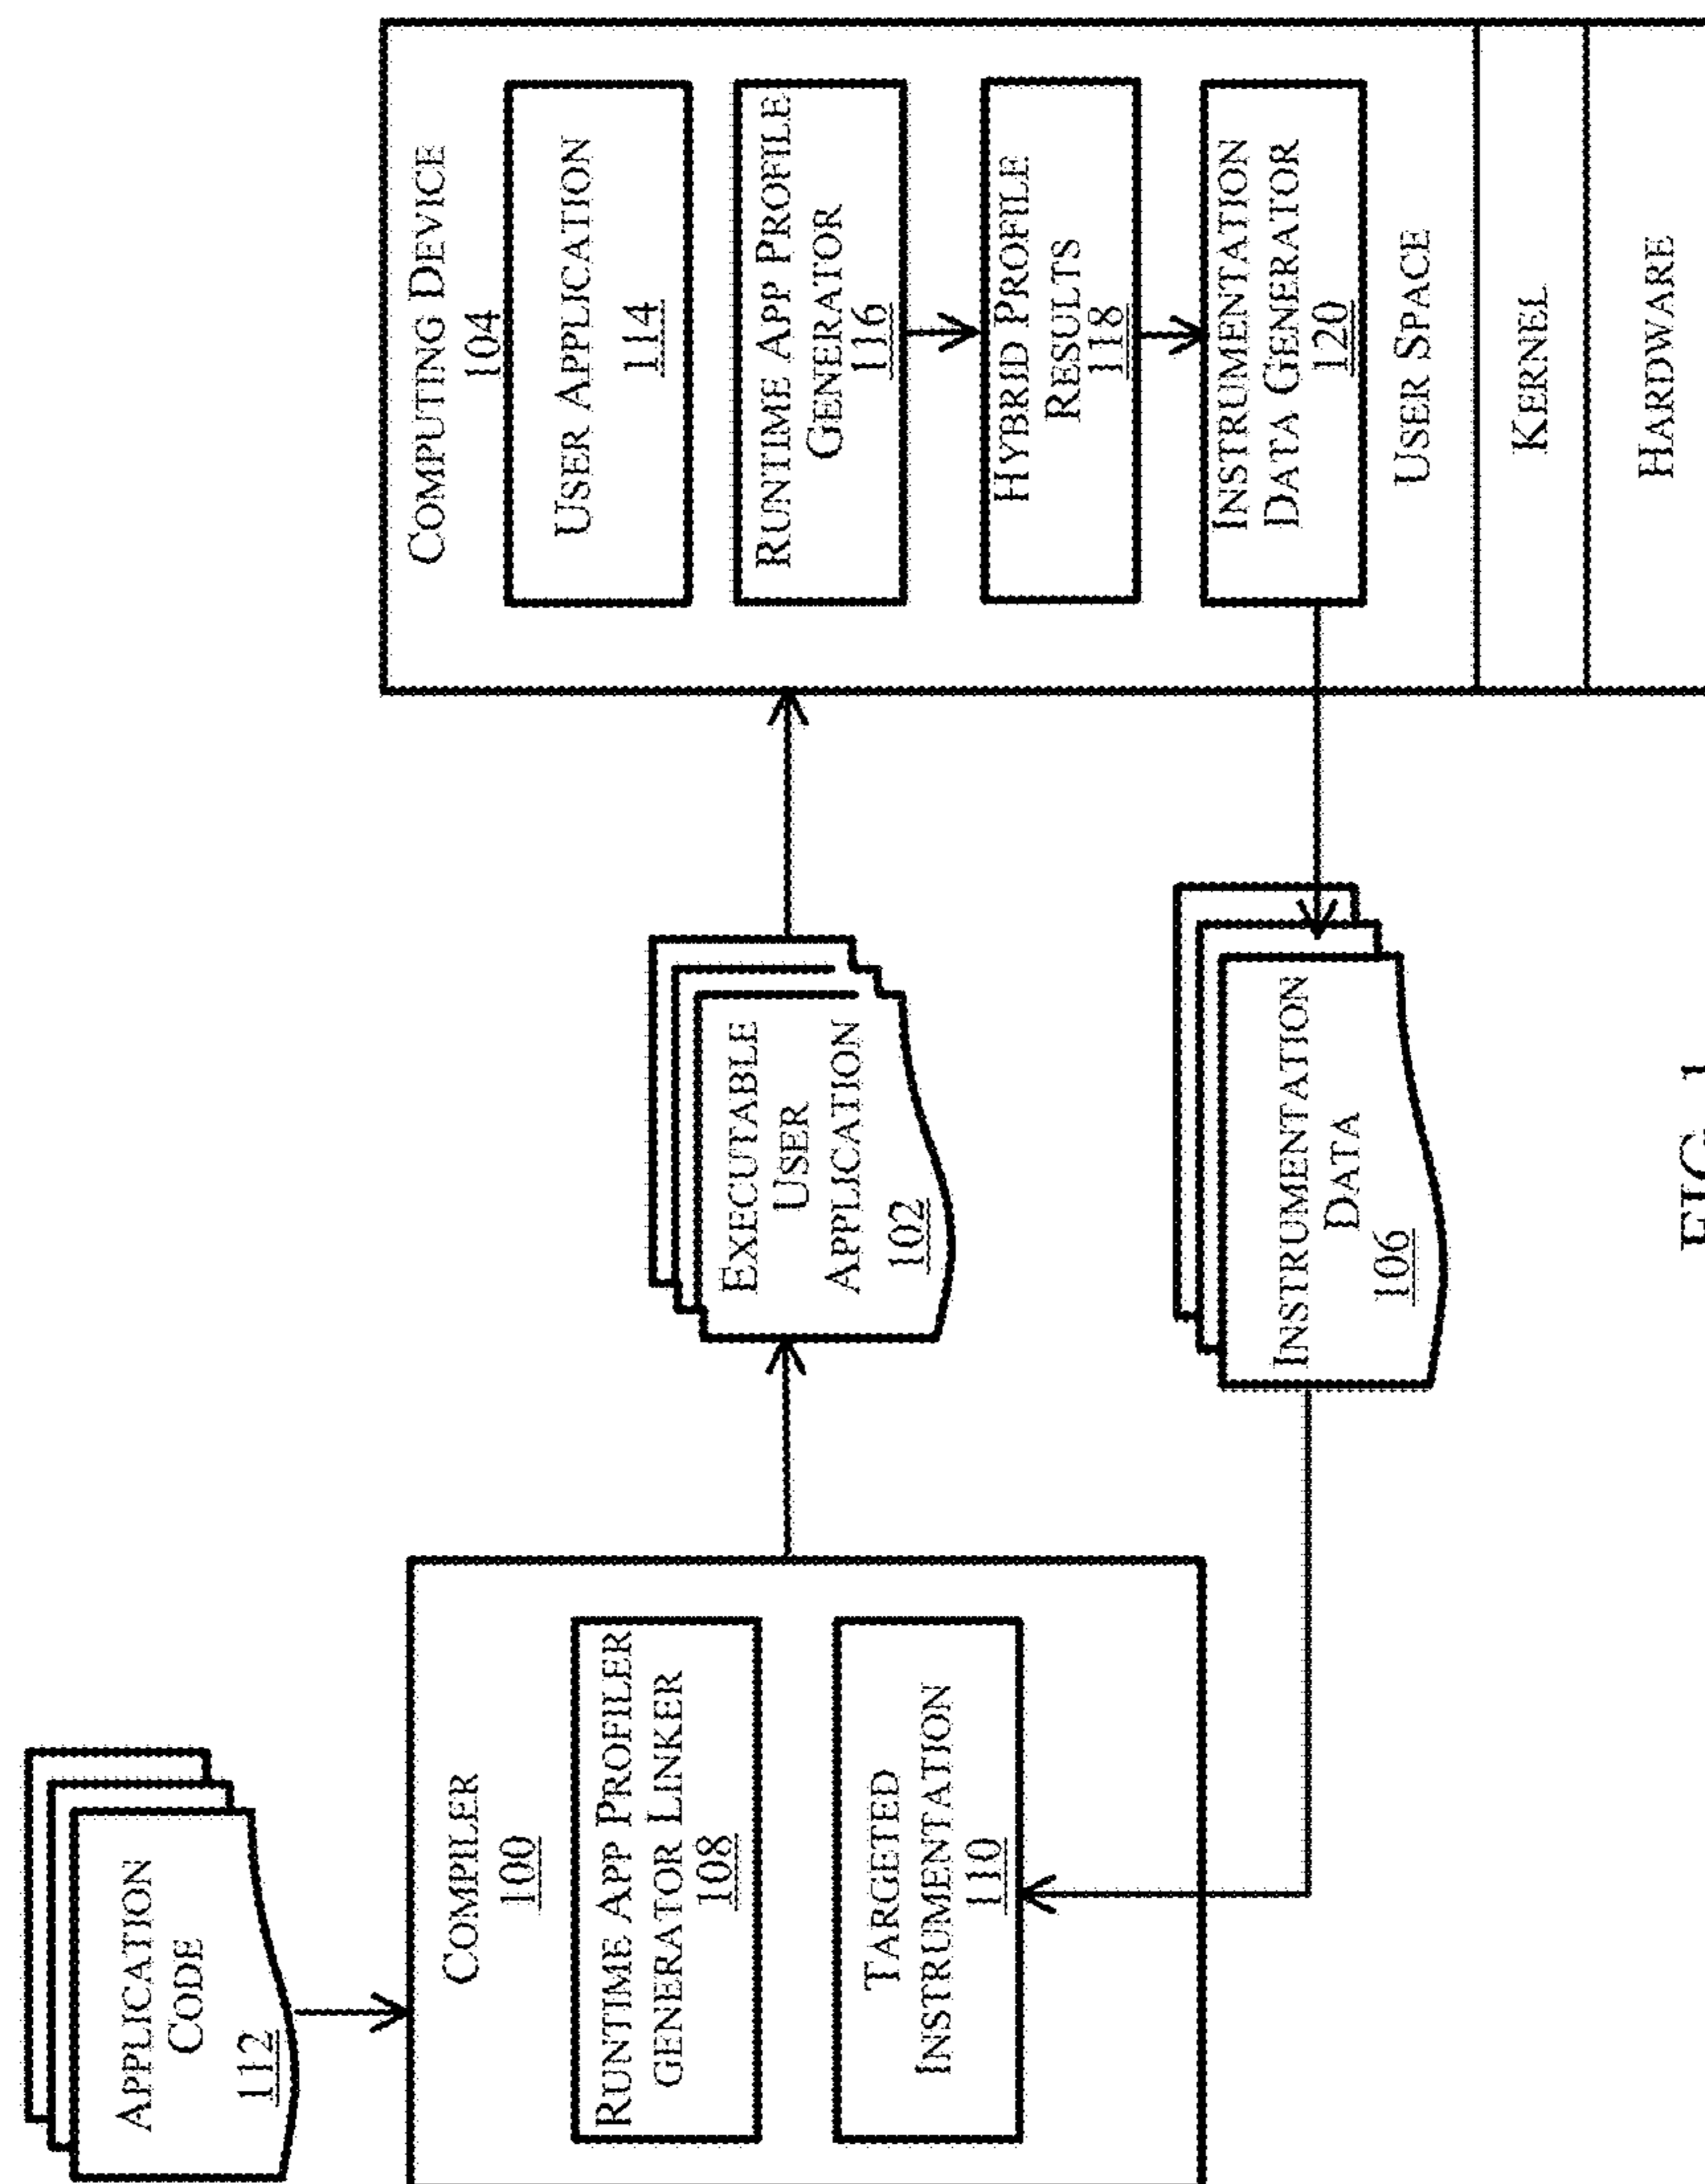 APPLICATION
CODE
112
COMPILER
100
RUNTIME APP PROFILER
GENERATOR LINKER
108
TARGETED
INSTRUMENTATION
110
EXECUTABLE
USER
APPLICATION
102
INSTRUMENTATION
DATA
106
COMPUTING DEVICE
104
USER APPLICATION
114
RUNTIME APP PROFILE
GENERATOR
116
HYBRID PROFILE
RESULTS
118
INSTRUMENTATION
DATA GENERATOR
120
USER SPACE
KERNEL
HARDWARE
FIG. 1